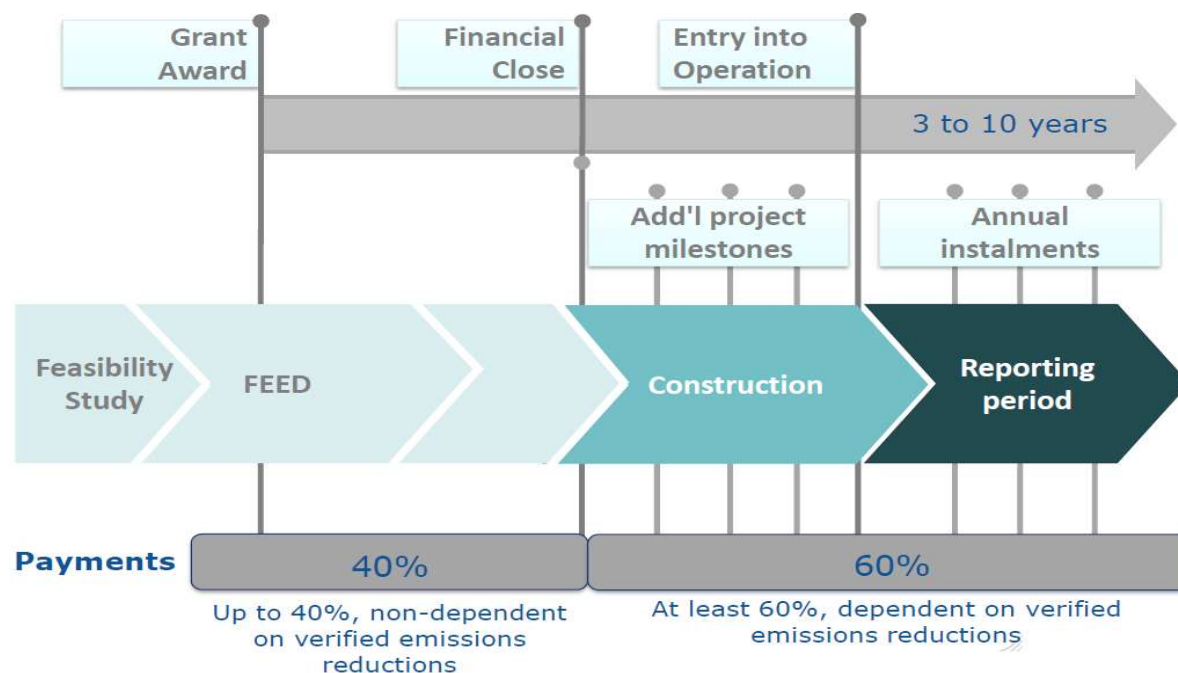 Grant
Award
Financial
Close
Entry into
Operation
3 to 10 years
Add'l project
milestones
Annual
instalments
Feasibility
Study
FEED
Construction
Reporting
period
Payments
40%
60%
Up to 40%, non-dependent
on verified emissions
reductions
At least 60%, dependent on verified
emissions reductions